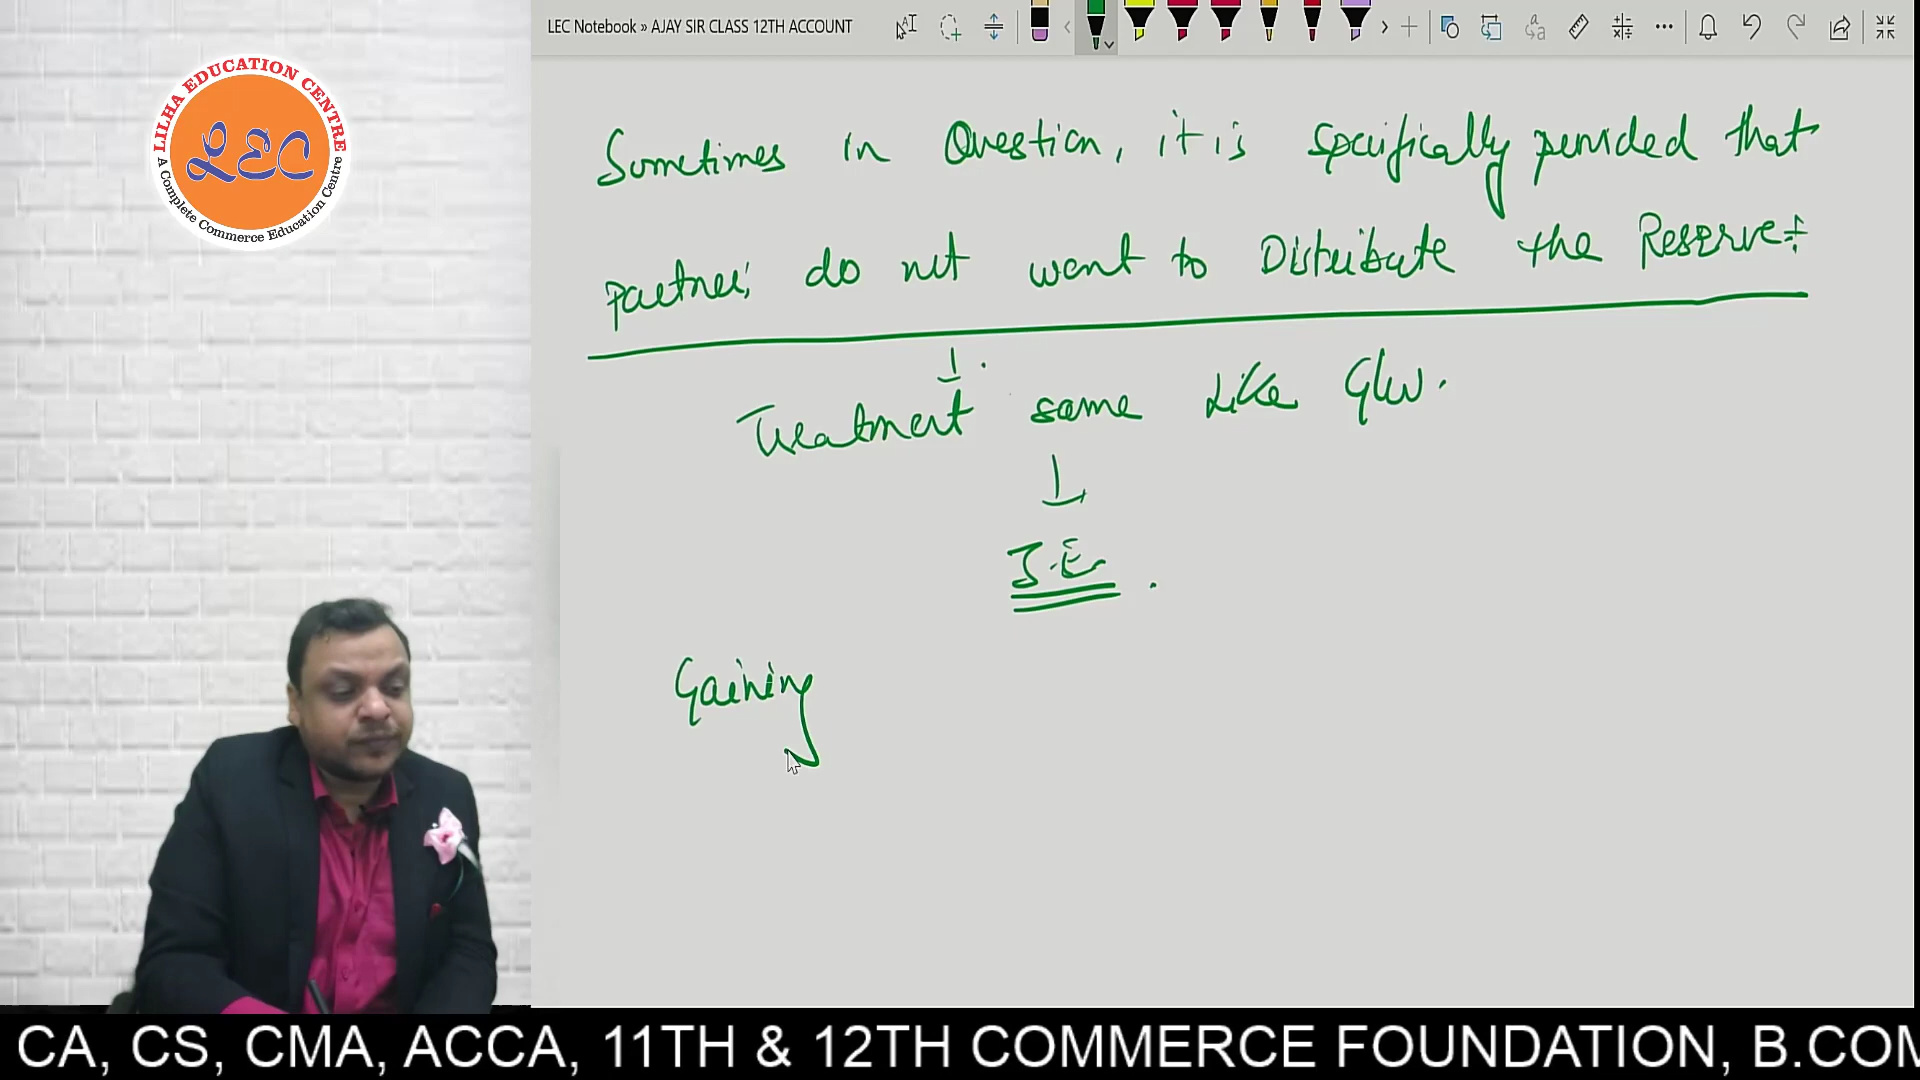 LEC Notebook » AJAY SIR CLASS 12TH ACCOUNT
LILHA EDUCATION CENTRE
LEC
A Complete Commerce Education Centre
Sometimes in Question, it is specifically provided that
partners do not want to Distribute the Reserve :
Treatment same Like G/w.
J.E.
Gaining
CA, CS, CMA, ACCA, 11TH & 12TH COMMERCE FOUNDATION, B.COM